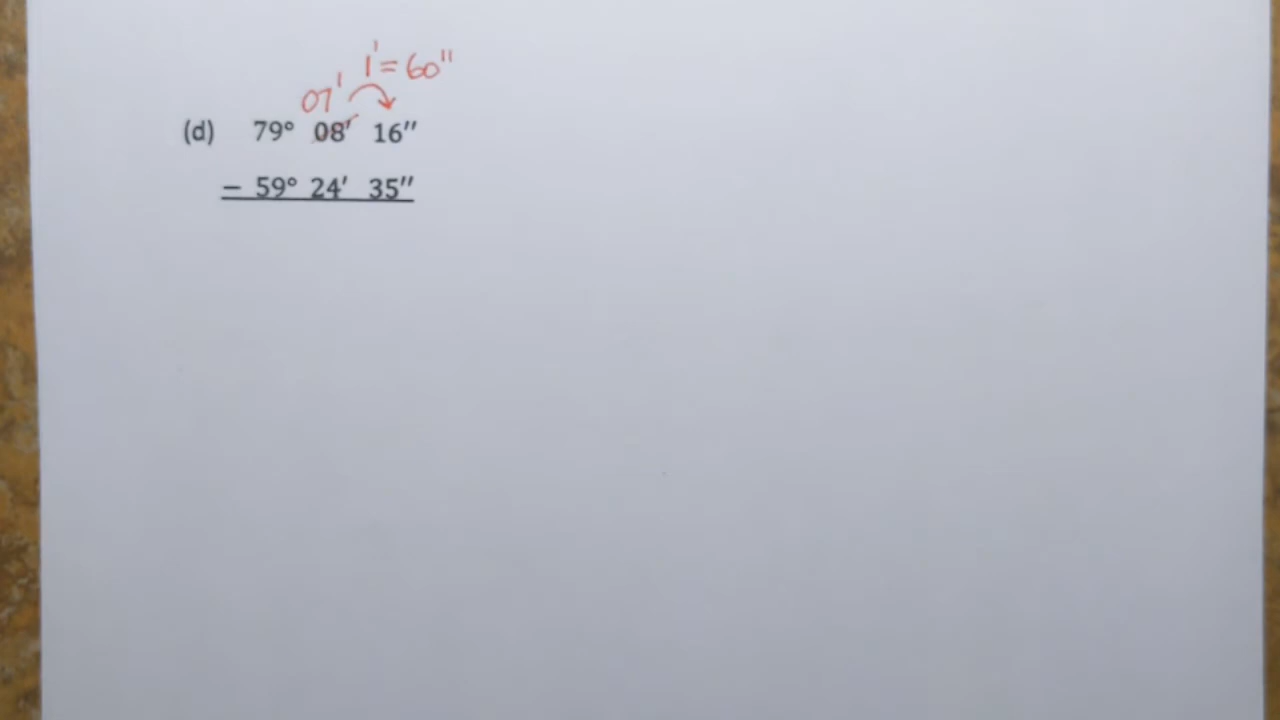 1' = 60"
07'
(d) 79° 08' 16"
− 59° 24' 35"